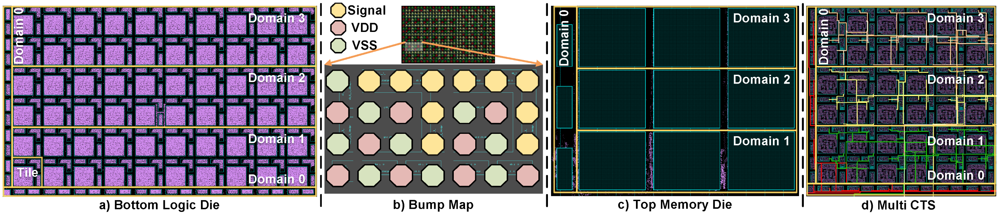 Domain 0
Domain 3
Domain 2
Domain 1
Tile
Domain 0
a) Bottom Logic Die
Signal
VDD
VSS
b) Bump Map
Domain 0
Domain 3
Domain 2
Domain 1
c) Top Memory Die
Domain 0
Domain 3
Domain 2
Domain 1
Domain 0
d) Multi CTS